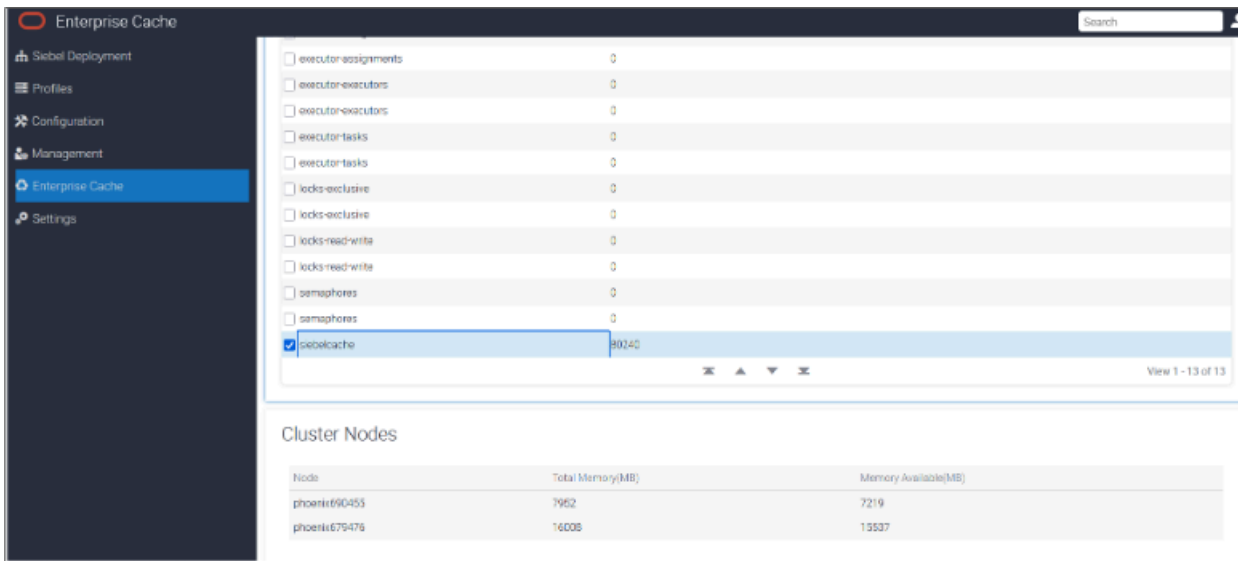 Enterprise Cache
Search
Siebel Deployment
Profiles
Configuration
Management
Enterprise Cache
Settings
executor-assignments 0
executor-executors 0
executor-executors 0
executor-tasks 0
executor-tasks 0
locks-exclusive 0
locks-exclusive 0
locks-read-write 0
locks-read-write 0
semaphores 0
semaphores 0
siebelcache 80240
View 1 - 13 of 13
Cluster Nodes
Node Total Memory(MB) Memory Available(MB)
phoenix690455 7962 7219
phoenix679476 16008 15537